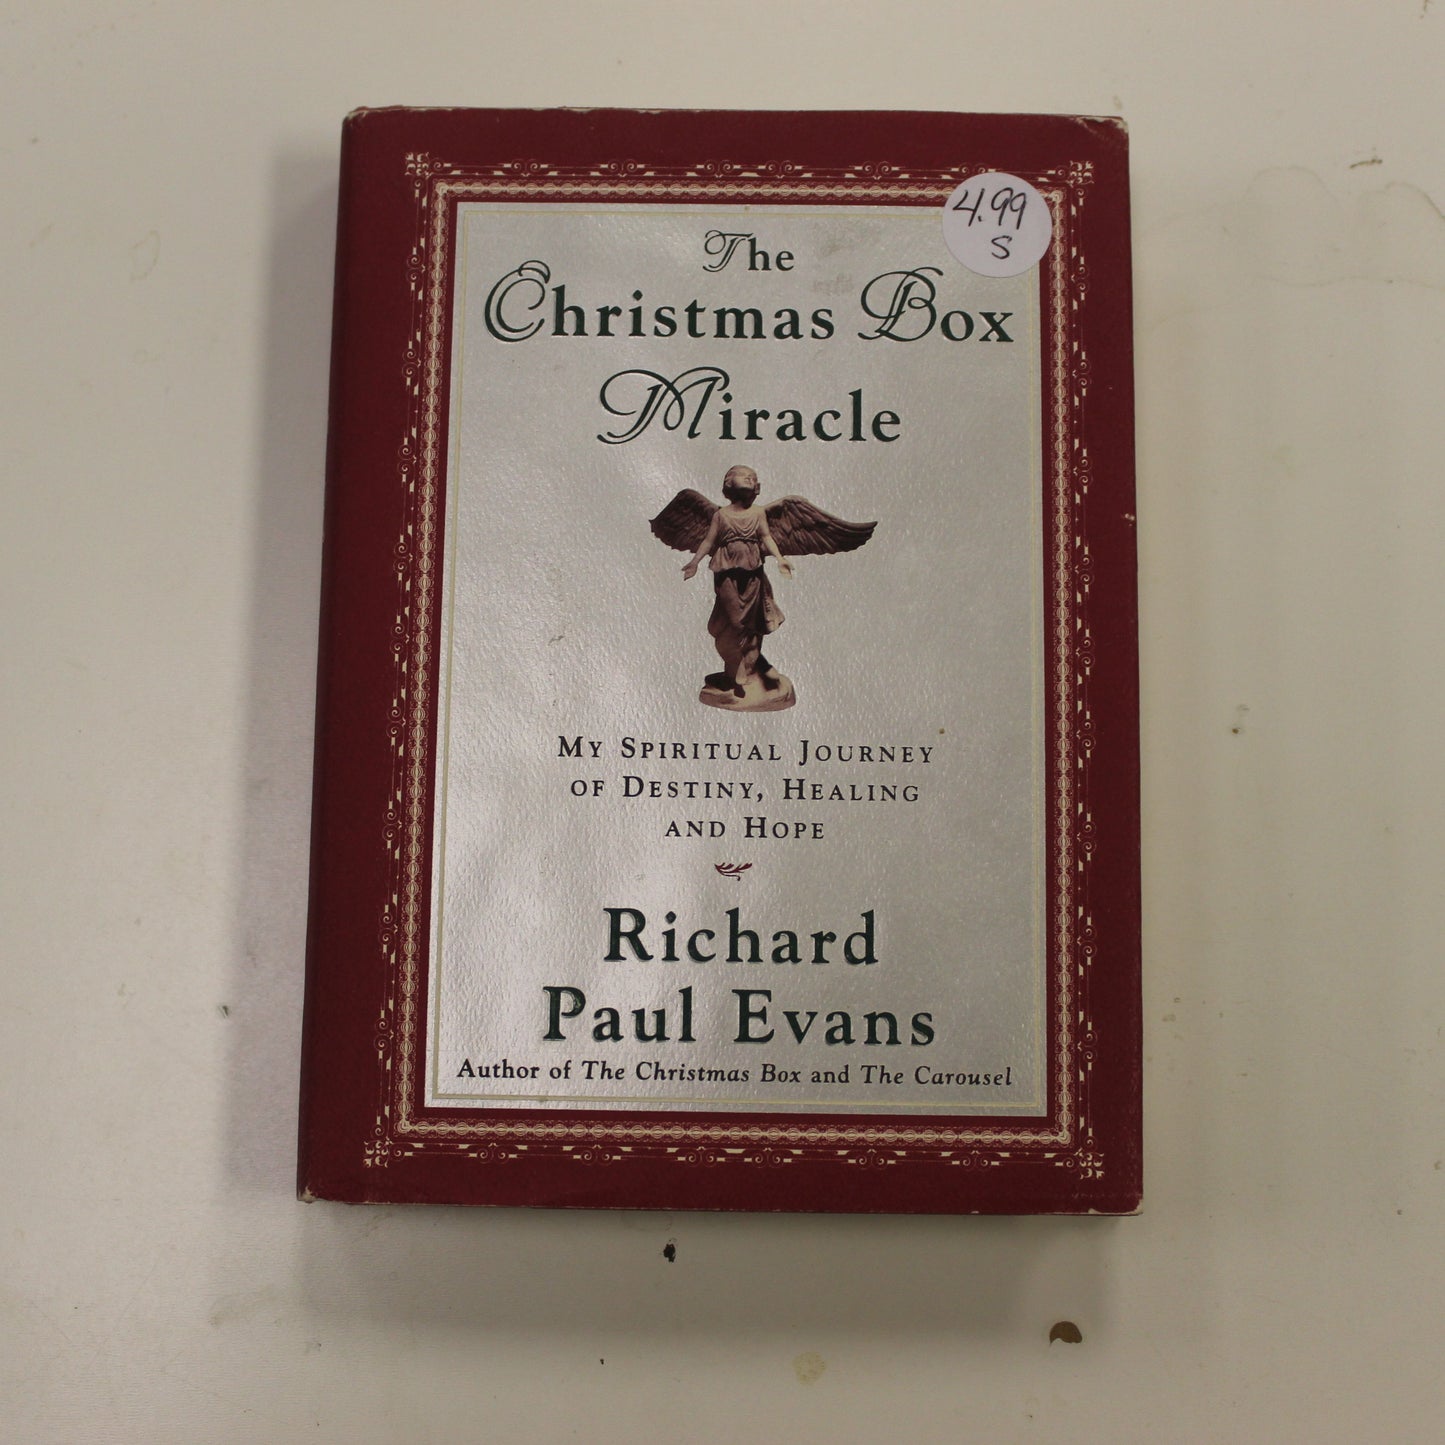 4.99
S
The
Christmas Box
Miracle
My Spiritual Journey
of Destiny, Healing
and Hope
Richard
Paul Evans
Author of The Christmas Box and The Carousel